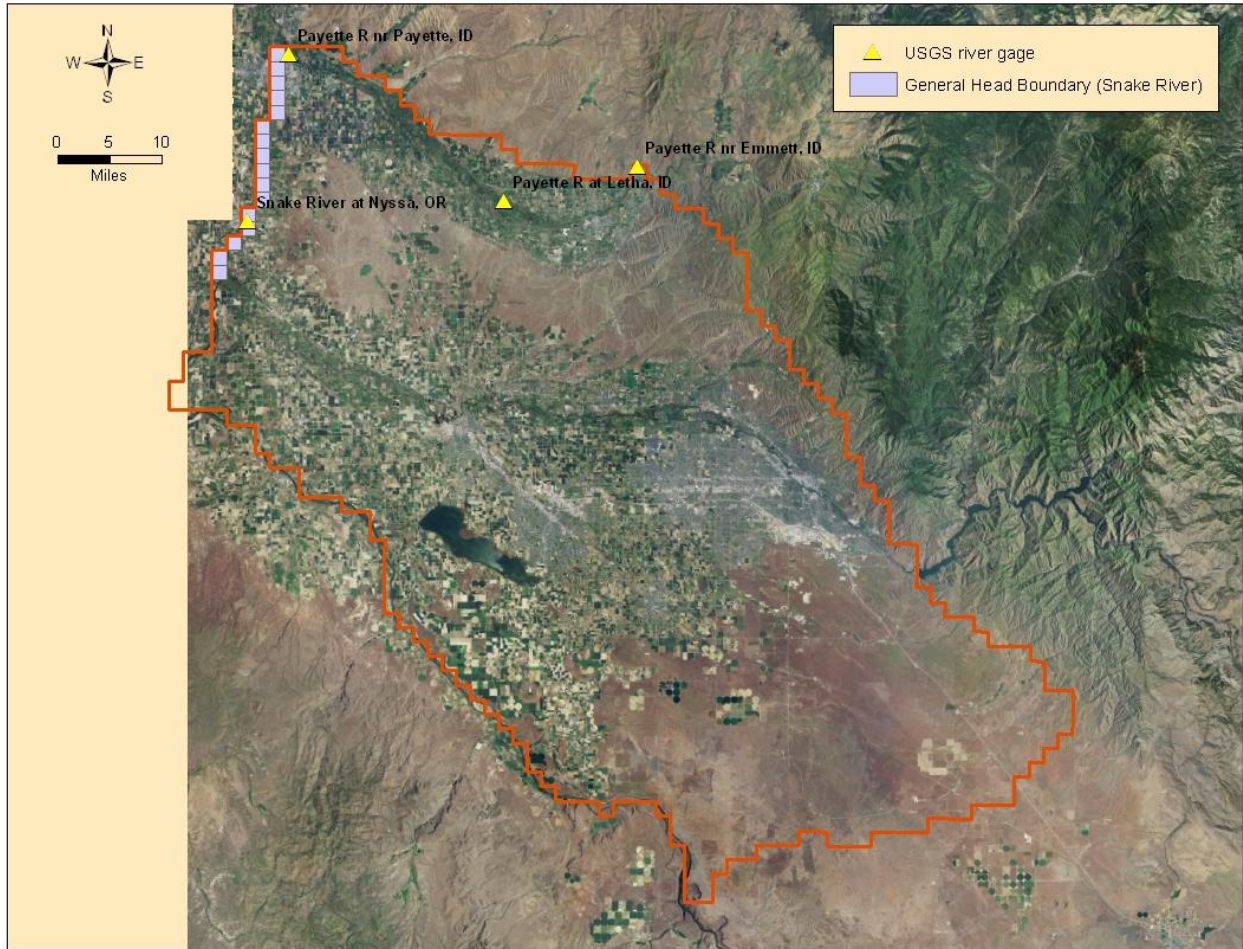 N
W E
S
0 5 10
Miles
Payette R nr Payette, ID
USGS river gage
General Head Boundary (Snake River)
Payette R nr Emmett, ID
Payette R at Letha, ID
Snake River at Nyssa, OR